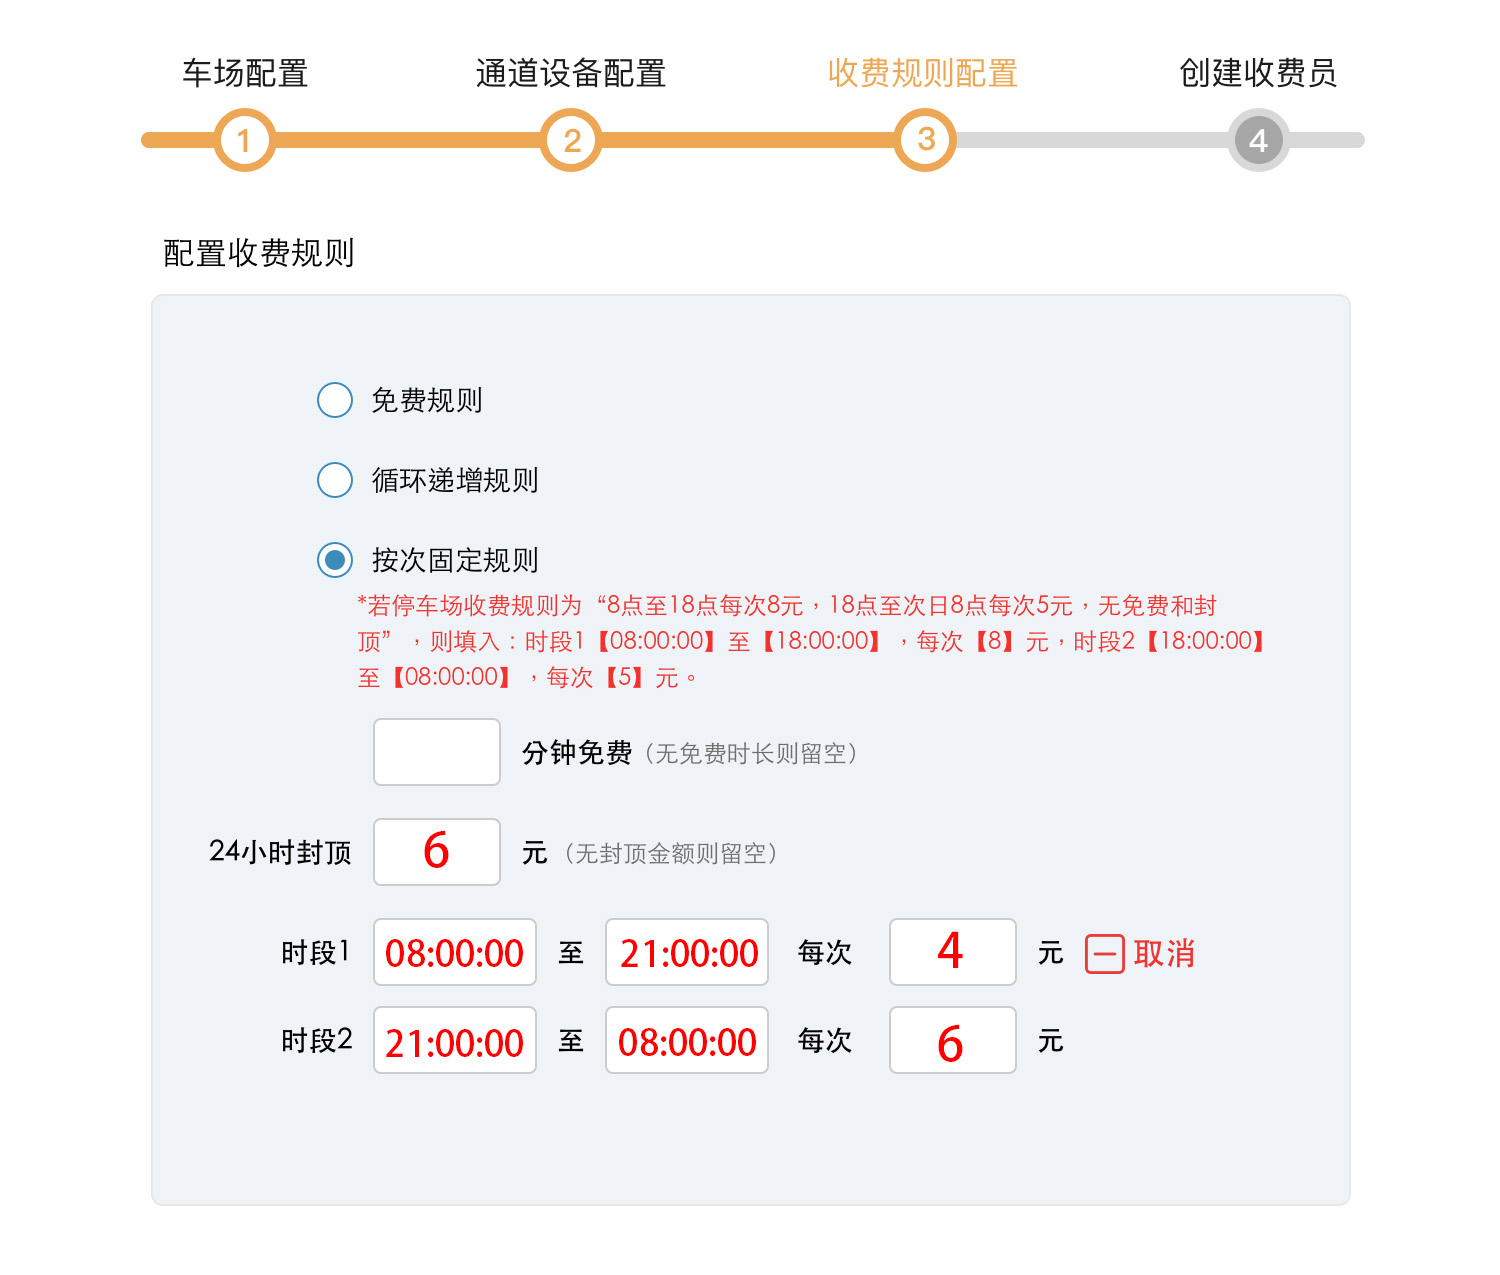 车场配置 通道设备配置 收费规则配置 创建收费员
1 2 3 4
配置收费规则
免费规则
循环递增规则
按次固定规则
*若停车场收费规则为“8点至18点每次8元，18点至次日8点每次5元，无免费和封
顶”，则填入：时段1【08:00:00】至【18:00:00】，每次【8】元，时段2【18:00:00】
至【08:00:00】，每次【5】元。
分钟免费（无免费时长则留空）
24小时封顶 6 元（无封顶金额则留空）
时段1 08:00:00 至 21:00:00 每次 4 元 取消
时段2 21:00:00 至 08:00:00 每次 6 元